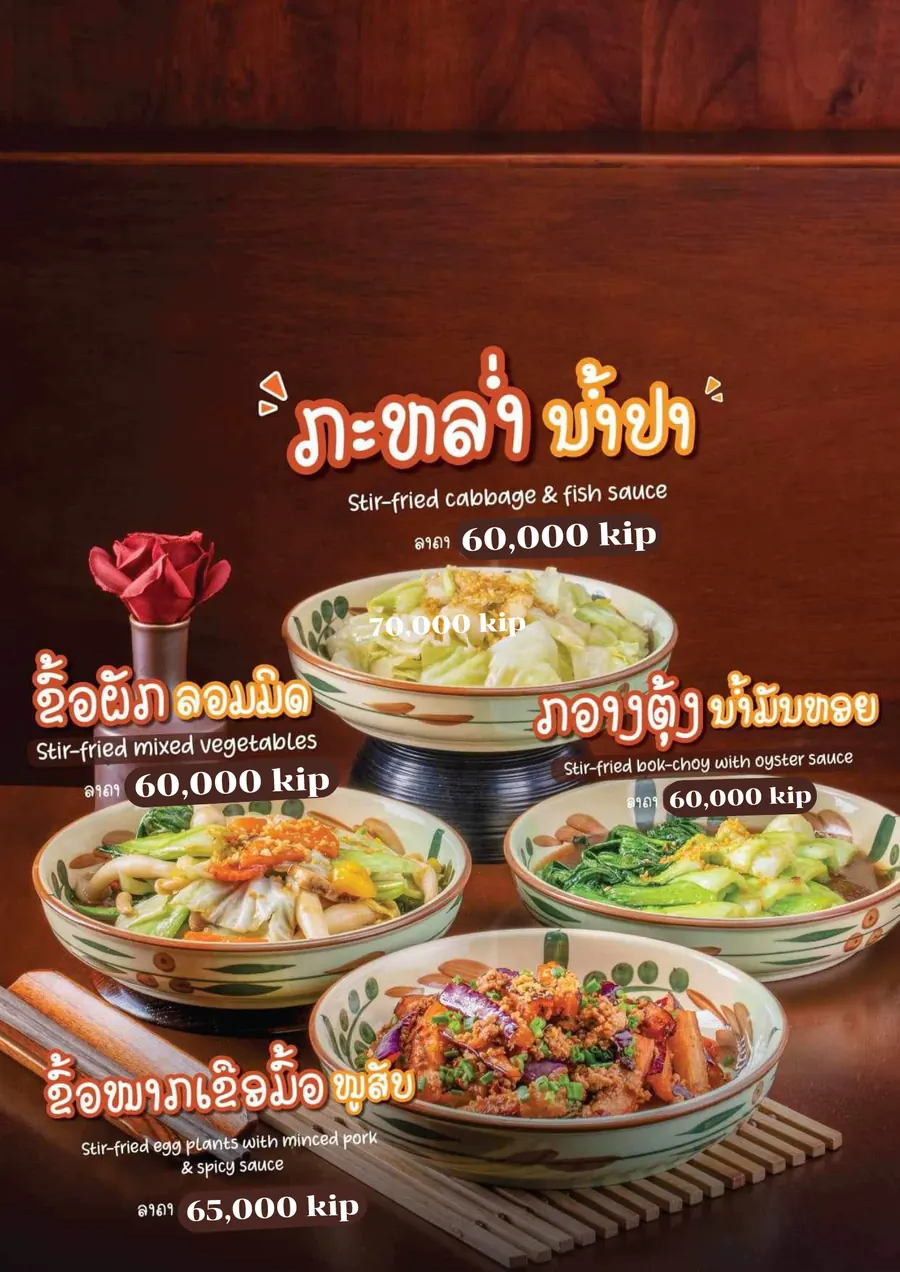 ກະຫລ່ຳ ນ້ຳປາ
Stir-fried cabbage & fish sauce
ລາຄາ 60,000 kip
70,000 kip
ຂົ້ວຜັກ ລວມມິດ
Stir-fried mixed vegetables
ລາຄາ 60,000 kip
ກວາງຕຸ້ງ ນ້ຳມັນຫອຍ
Stir-fried bok-choy with oyster sauce
ລາຄາ 60,000 kip
ຂົ້ວໝາກເຂືອມົ້ວ ໝູສັບ
Stir-fried egg plants with minced pork
& spicy sauce
ລາຄາ 65,000 kip